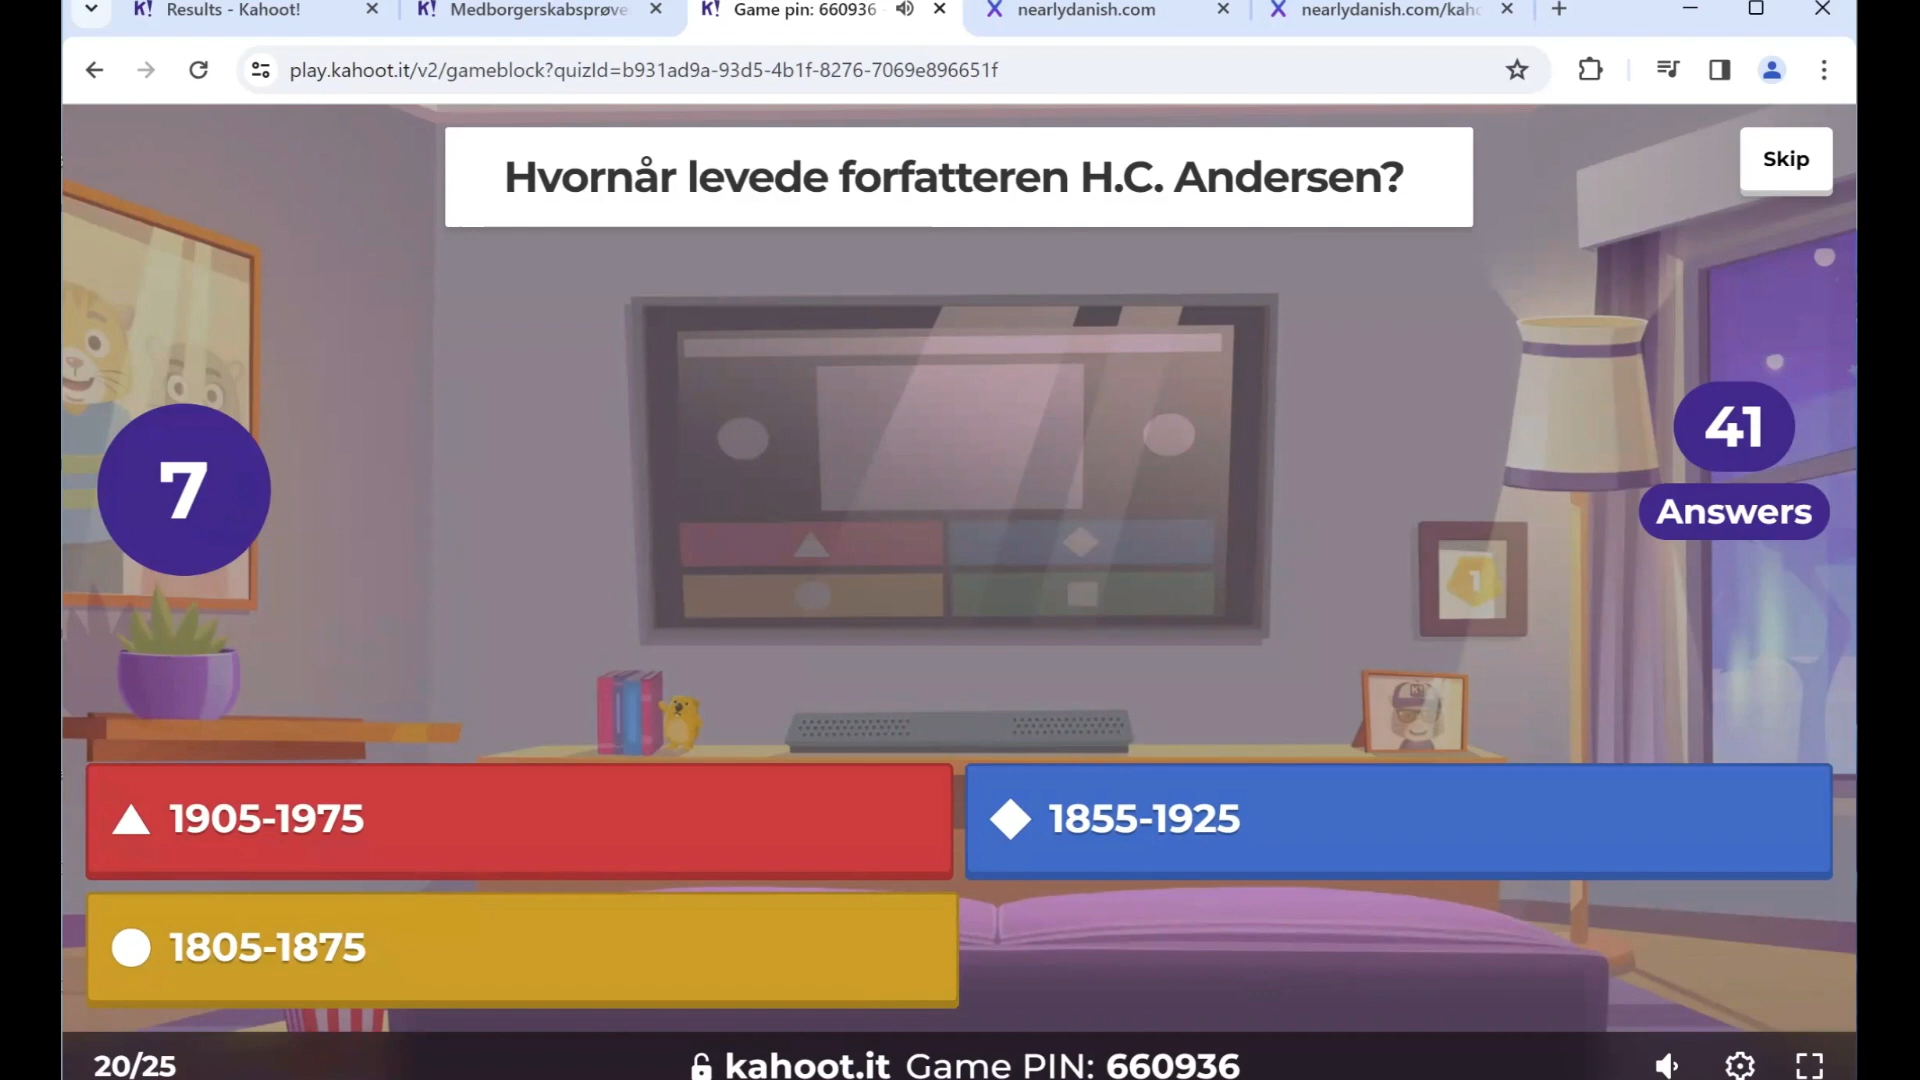 K! Results - Kahoot!
K! Medborgerskabsprøve
K! Game pin: 660936
nearlydanish.com
nearlydanish.com/kaho
play.kahoot.it/v2/gameblock?quizId=b931ad9a-93d5-4b1f-8276-7069e896651f
Hvornår levede forfatteren H.C. Andersen?
Skip
7
41
Answers
1
1905-1975
1855-1925
1805-1875
20/25
kahoot.it Game PIN: 660936